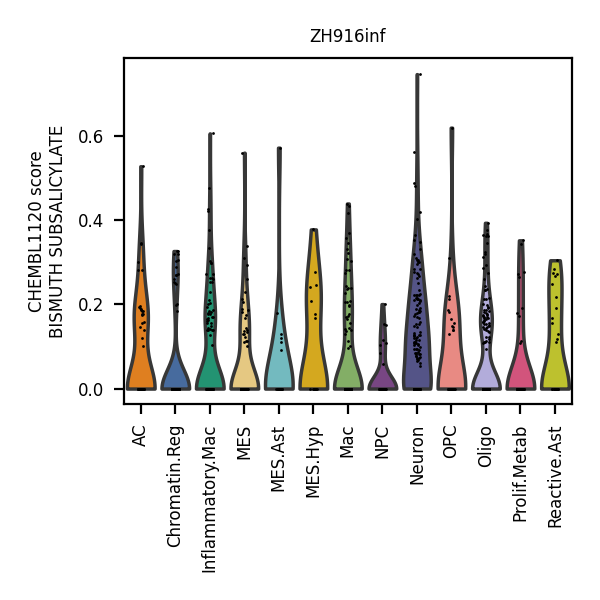 ZH916inf
CHEMBL1120 score
BISMUTH SUBSALICYLATE
0.6
0.4
0.2
0.0
AC
Chromatin.Reg
Inflammatory.Mac
MES
MES.Ast
MES.Hyp
Mac
NPC
Neuron
OPC
Oligo
Prolif.Metab
Reactive.Ast